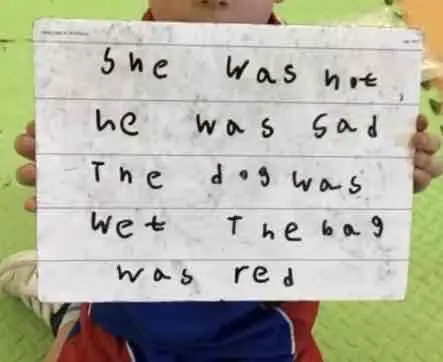 She was hot,
he was sad
The dog was
wet The bag
was red